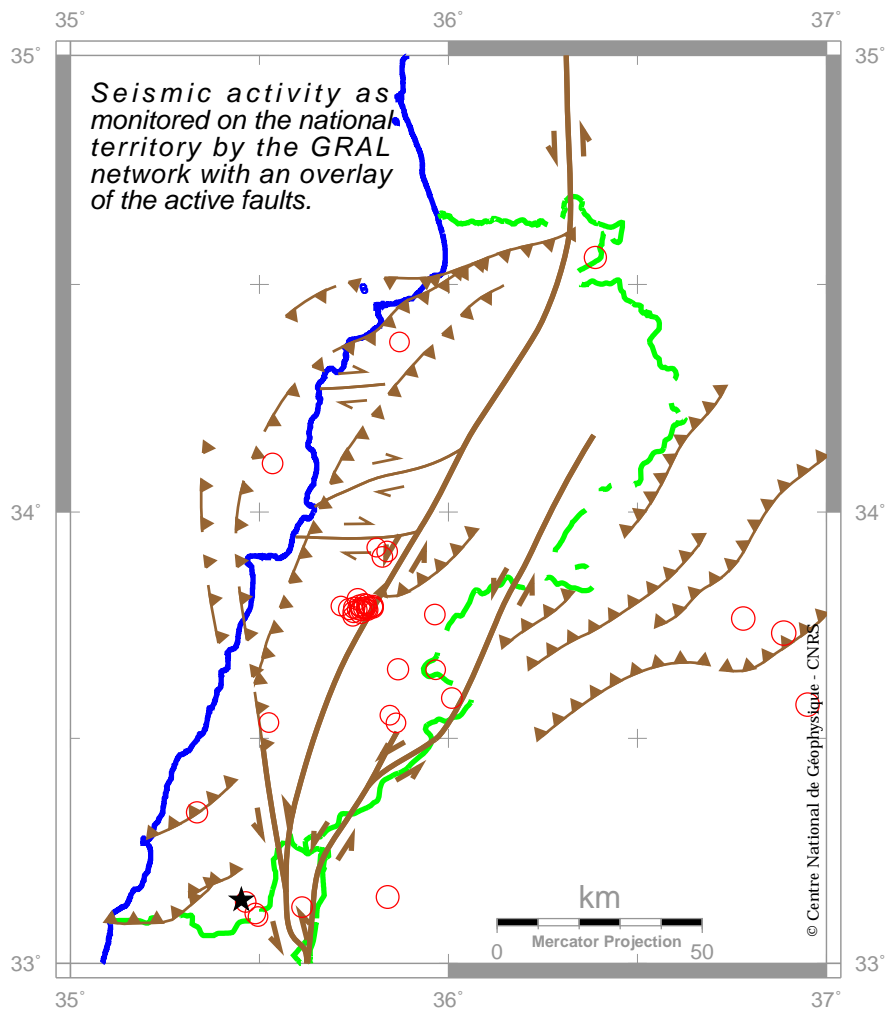 35° 36° 37°
35° 35°
Seismic activity as
monitored on the national
territory by the GRAL
network with an overlay
of the active faults.
34° 34°
© Centre National de Géophysique - CNRS
km
Mercator Projection
0 50
33° 33°
35° 36° 37°